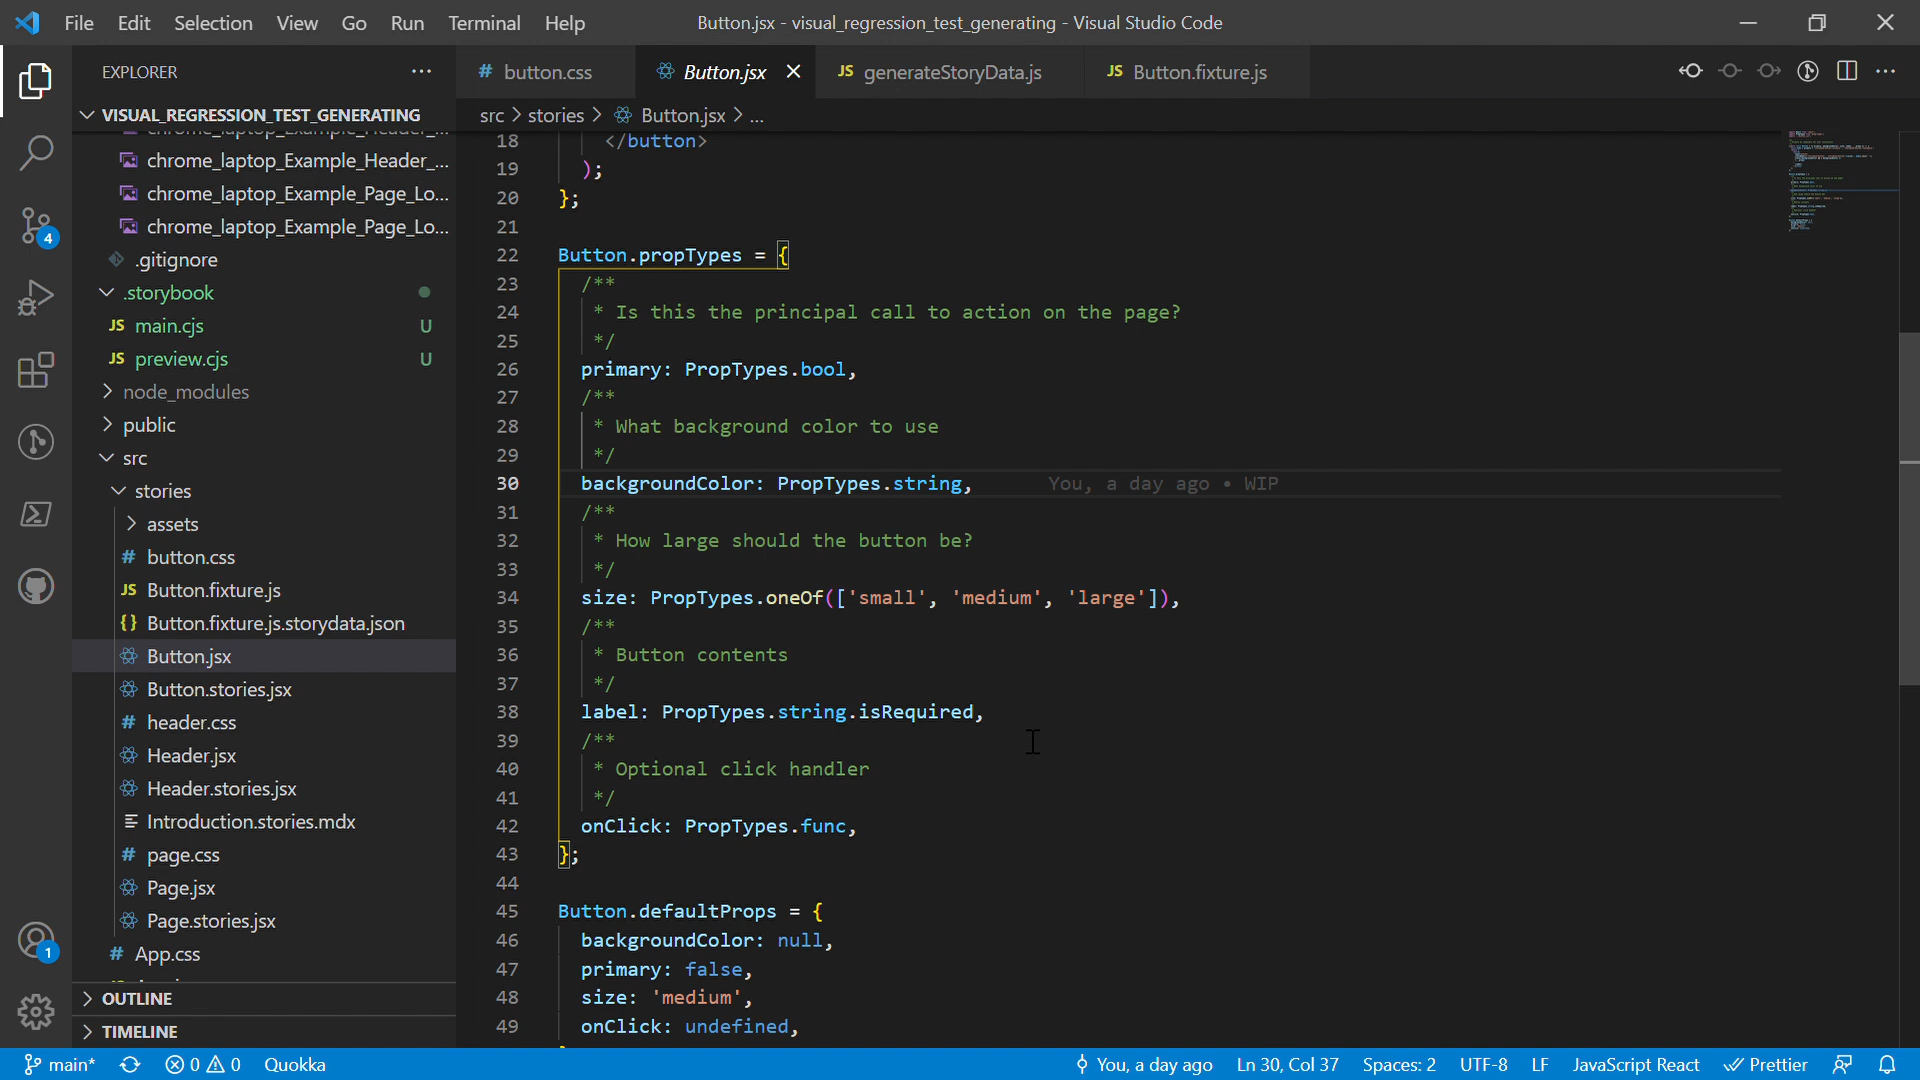 File Edit Selection View Go Run Terminal Help
Button.jsx - visual_regression_test_generating - Visual Studio Code
EXPLORER
VISUAL_REGRESSION_TEST_GENERATING
chrome_laptop_Example_Header_...
chrome_laptop_Example_Header_...
chrome_laptop_Example_Page_Lo...
chrome_laptop_Example_Page_Lo...
.gitignore
.storybook
JS main.cjs U
JS preview.cjs U
node_modules
public
src
stories
assets
# button.css
JS Button.fixture.js
{} Button.fixture.js.storydata.json
Button.jsx
Button.stories.jsx
# header.css
Header.jsx
Header.stories.jsx
Introduction.stories.mdx
# page.css
Page.jsx
Page.stories.jsx
# App.css
OUTLINE
TIMELINE
4
1
# button.css
Button.jsx
JS generateStoryData.js
JS Button.fixture.js
src > stories > Button.jsx > ...
18 </button>
19 );
20 };
21
22 Button.propTypes = {
23 /**
24 * Is this the principal call to action on the page?
25 */
26 primary: PropTypes.bool,
27 /**
28 * What background color to use
29 */
30 backgroundColor: PropTypes.string, You, a day ago • WIP
31 /**
32 * How large should the button be?
33 */
34 size: PropTypes.oneOf(['small', 'medium', 'large']),
35 /**
36 * Button contents
37 */
38 label: PropTypes.string.isRequired,
39 /**
40 * Optional click handler
41 */
42 onClick: PropTypes.func,
43 };
44
45 Button.defaultProps = {
46 backgroundColor: null,
47 primary: false,
48 size: 'medium',
49 onClick: undefined,
main* 0 0 Quokka You, a day ago Ln 30, Col 37 Spaces: 2 UTF-8 LF JavaScript React Prettier